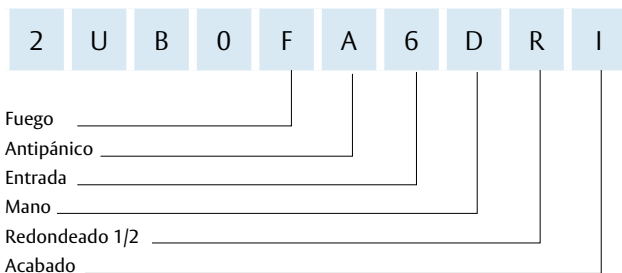 2 U B 0 F A 6 D R I
Fuego
Antipánico
Entrada
Mano
Redondeado 1/2
Acabado